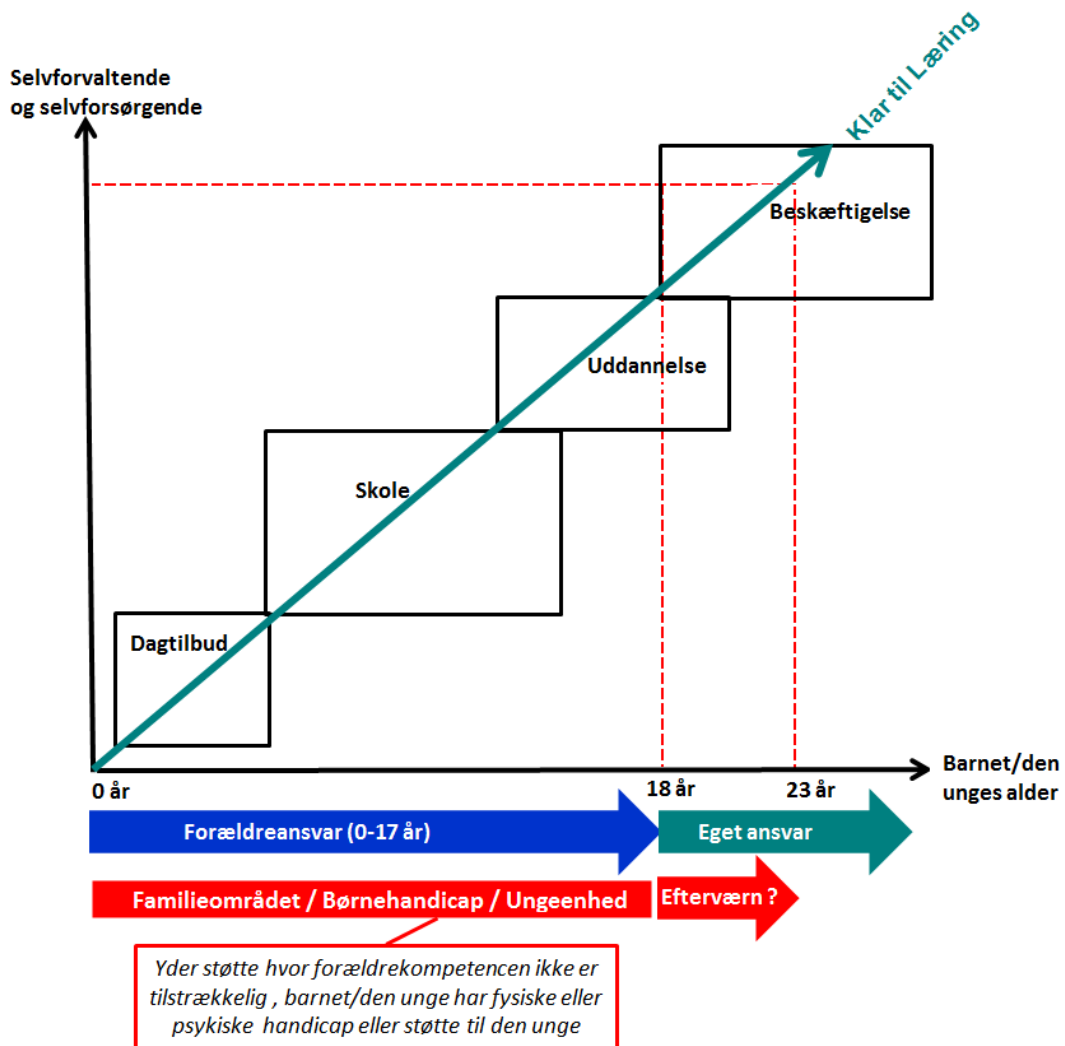 Selvforvaltende
og selvforsørgende
Klar til Læring
Beskæftigelse
Uddannelse
Skole
Dagtilbud
0 år
18 år
23 år
Barnet/den
unges alder
Forældreansvar (0-17 år)
Eget ansvar
Familieområdet / Børnehandicap / Ungeenhed
Efterværn ?
Yder støtte hvor forældrekompetencen ikke er
tilstrækkelig , barnet/den unge har fysiske eller
psykiske handicap eller støtte til den unge